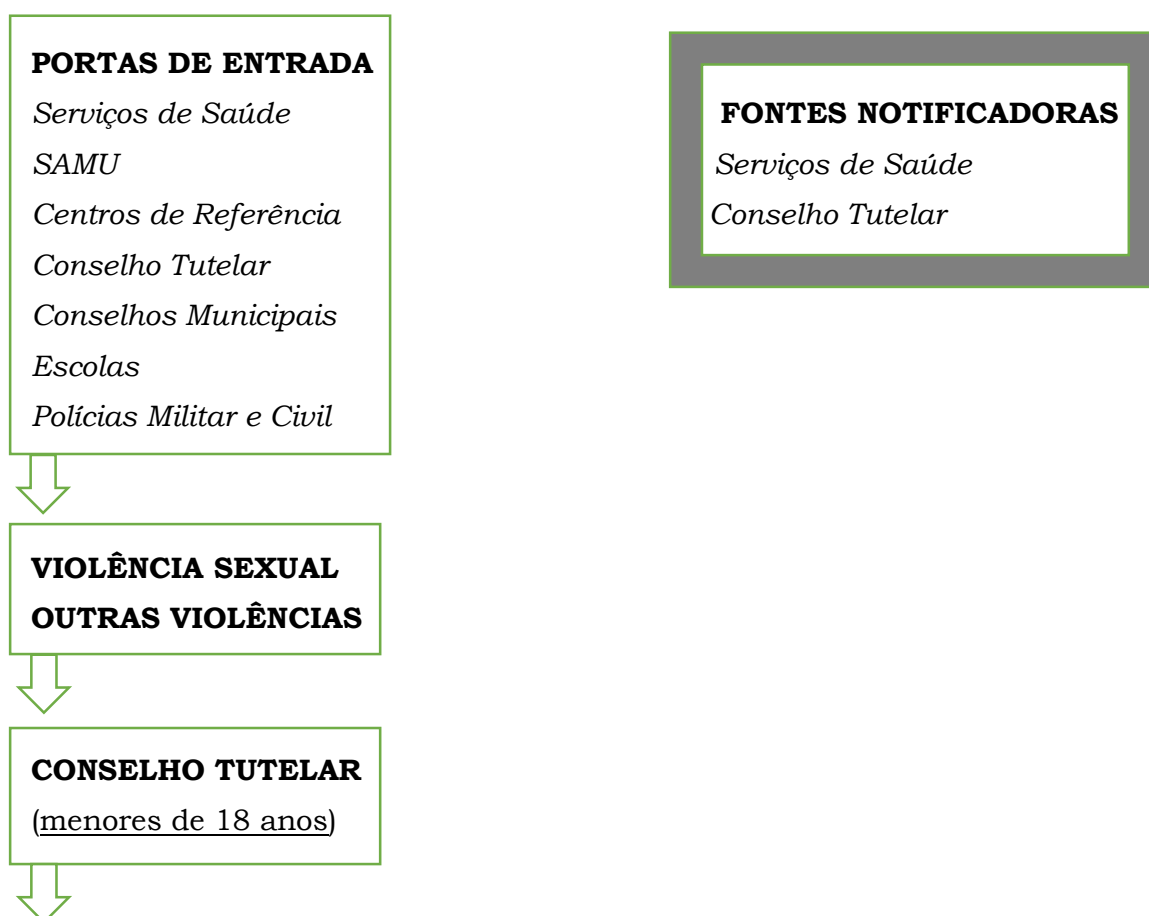 PORTAS DE ENTRADA
Serviços de Saúde
SAMU
Centros de Referência
Conselho Tutelar
Conselhos Municipais
Escolas
Polícias Militar e Civil
FONTES NOTIFICADORAS
Serviços de Saúde
Conselho Tutelar
VIOLÊNCIA SEXUAL
OUTRAS VIOLÊNCIAS
CONSELHO TUTELAR
(menores de 18 anos)